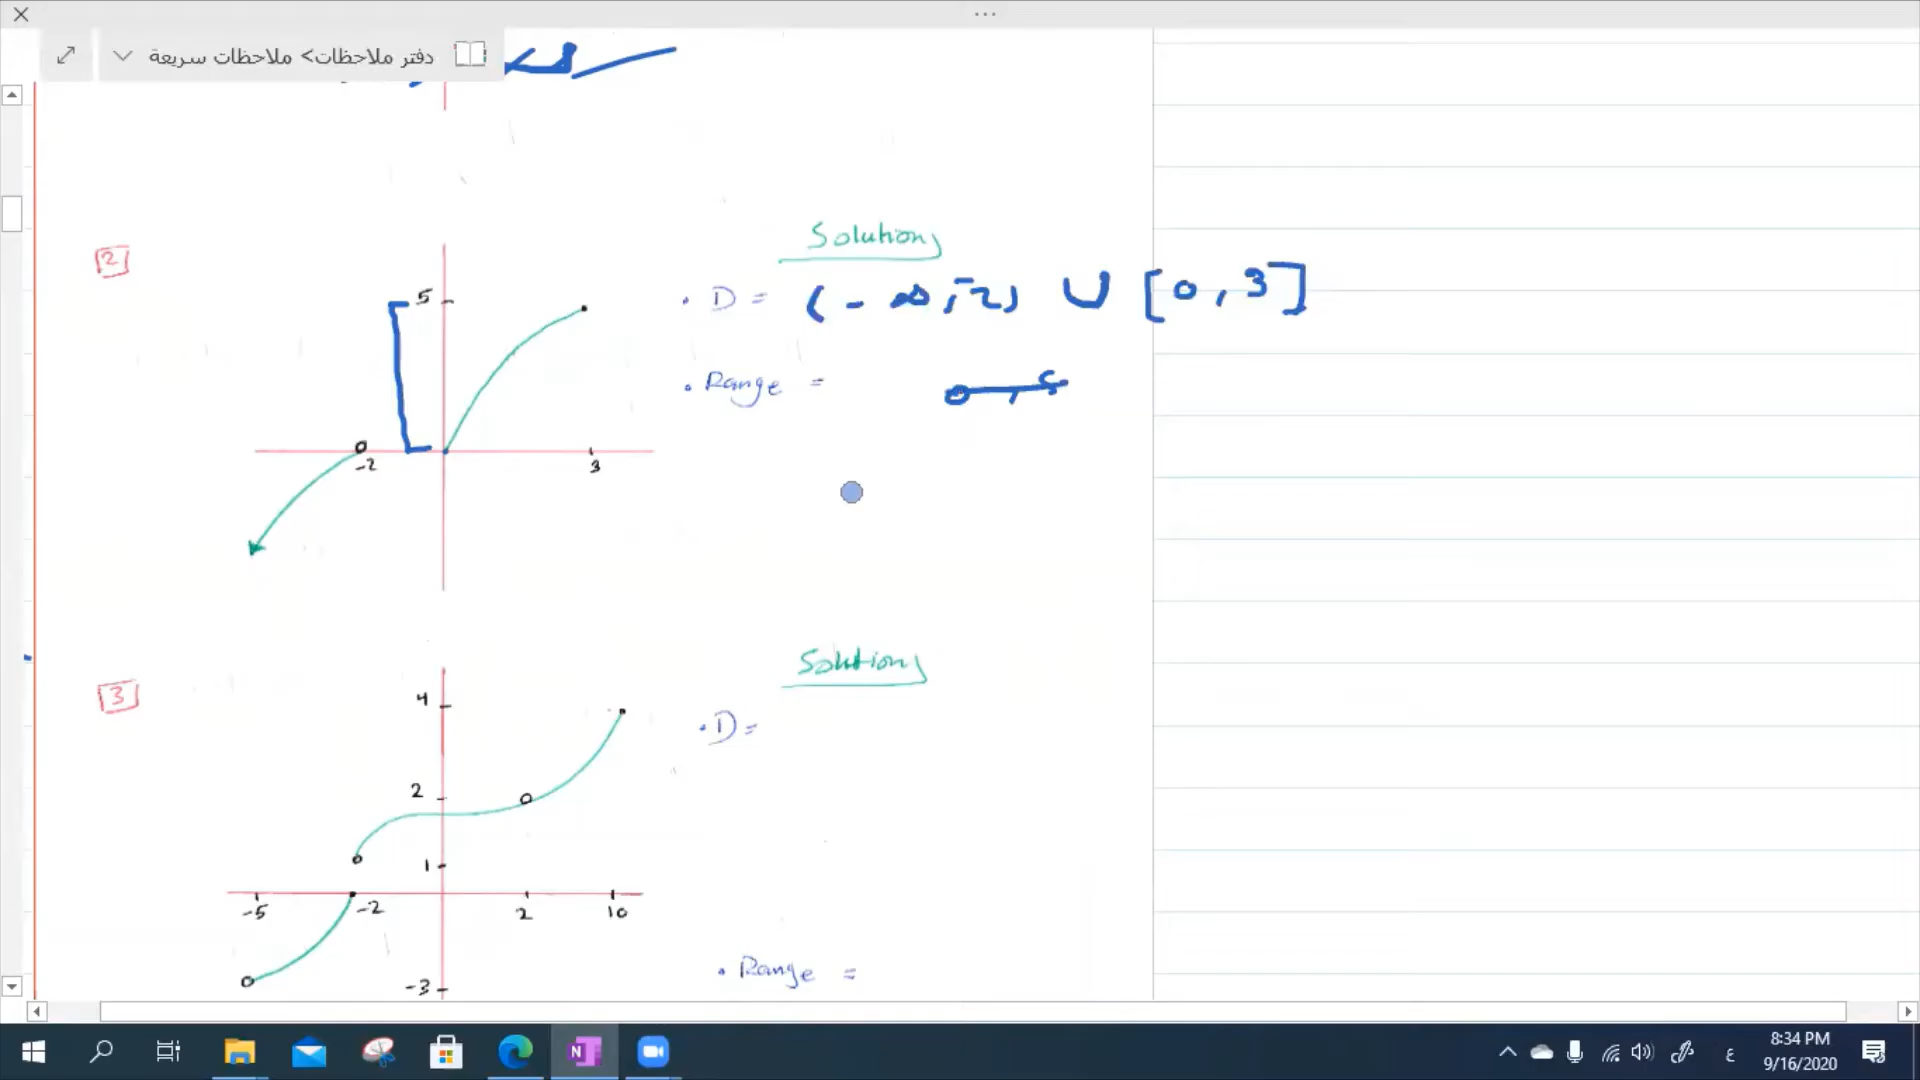 دفتر ملاحظات> ملاحظات سريعة
2
Solution
5
• D = (-∞, -2) ∪ [0, 3]
• Range =
-2
3
3
Solution
4
• D =
2
1
-5
-2
2
10
-3
• Range =
8:34 PM
ع
9/16/2020